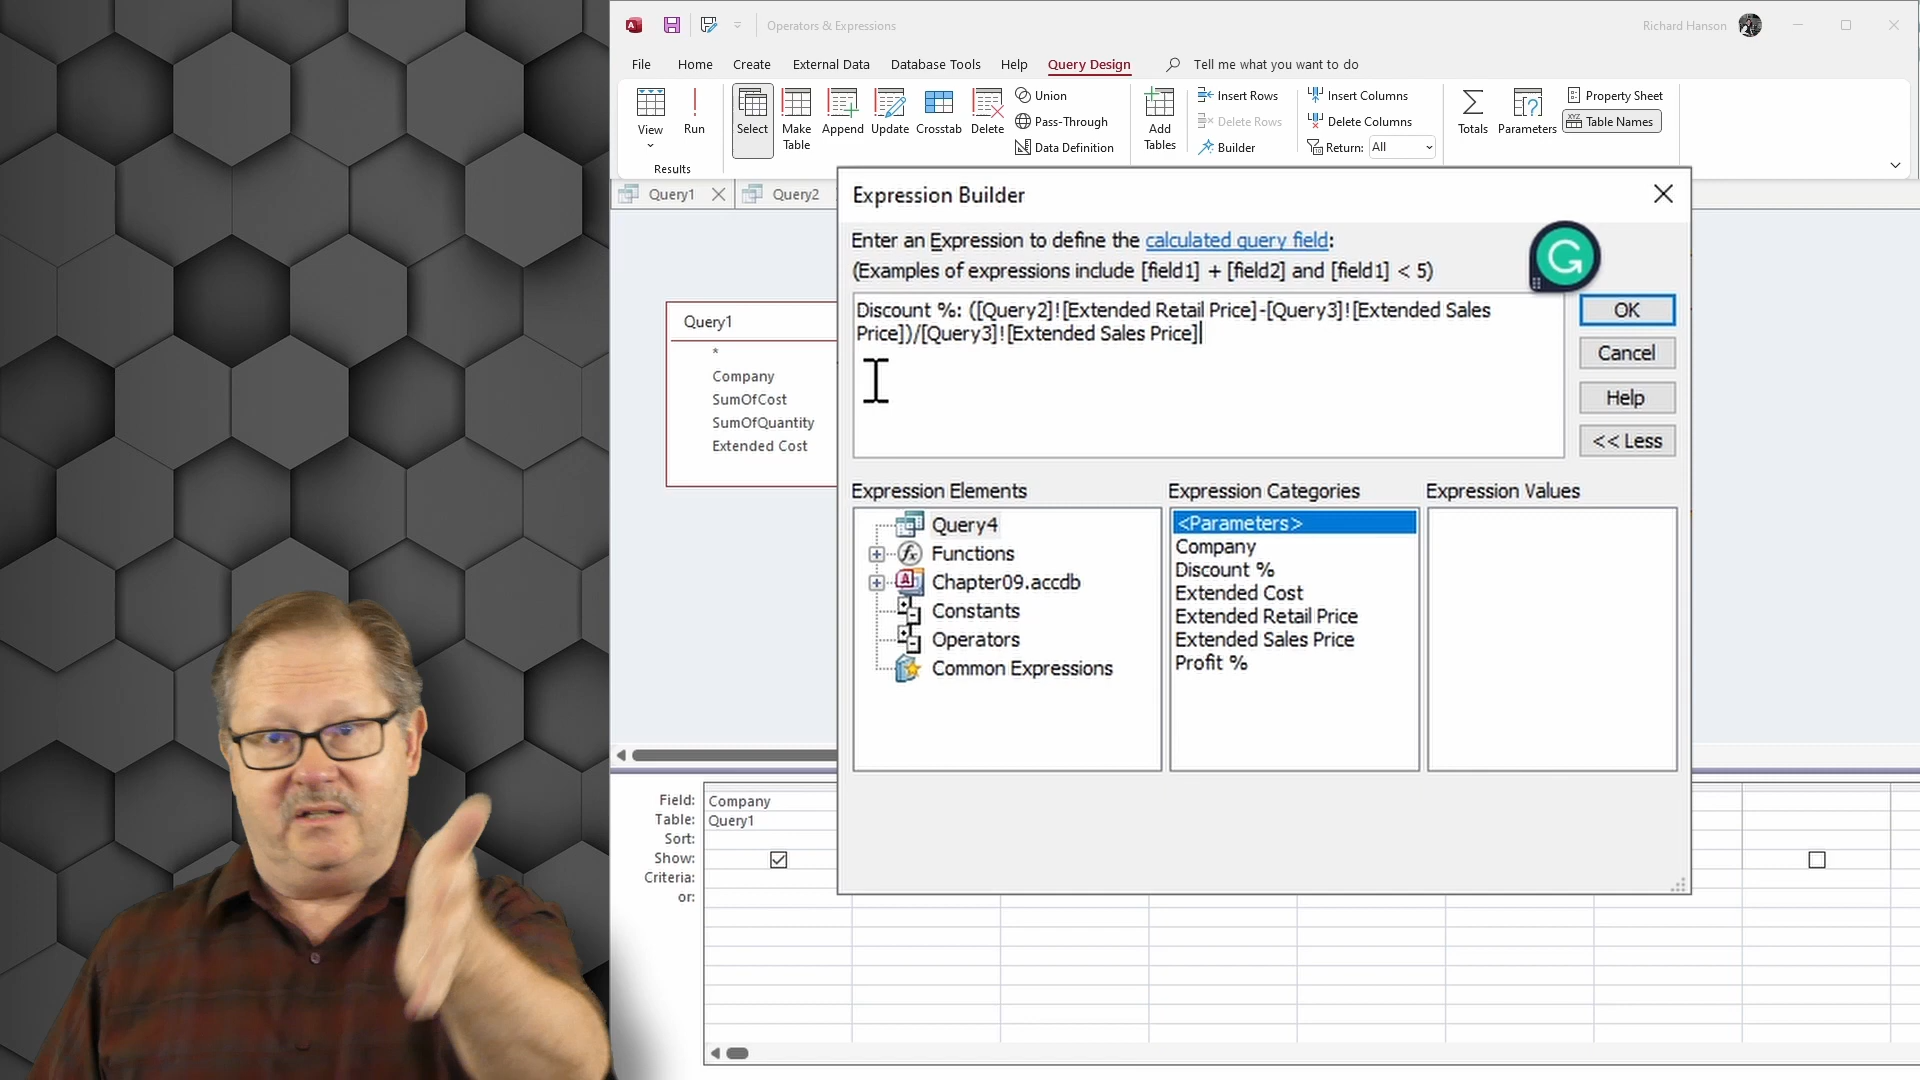 Operators & Expressions
Richard Hanson
File Home Create External Data Database Tools Help Query Design Tell me what you want to do
View
Run
Results
Select
Make Table
Append
Update
Crosstab
Delete
Union
Pass-Through
Data Definition
Add Tables
Insert Rows
Delete Rows
Builder
Insert Columns
Delete Columns
Return: All
Totals
Parameters
Property Sheet
XYZ Table Names
Query1
Query2
Query1
*
Company
SumOfCost
SumOfQuantity
Extended Cost
Expression Builder
Enter an Expression to define the calculated query field:
(Examples of expressions include [field1] + [field2] and [field1] < 5)
Discount %: ([Query2]![Extended Retail Price]-[Query3]![Extended Sales
Price])/[Query3]![Extended Sales Price]
OK
Cancel
Help
<< Less
Expression Elements
Query4
Functions
Chapter09.accdb
Constants
Operators
Common Expressions
Expression Categories
<Parameters>
Company
Discount %
Extended Cost
Extended Retail Price
Extended Sales Price
Profit %
Expression Values
Field: Company
Table: Query1
Sort:
Show:
Criteria:
or: